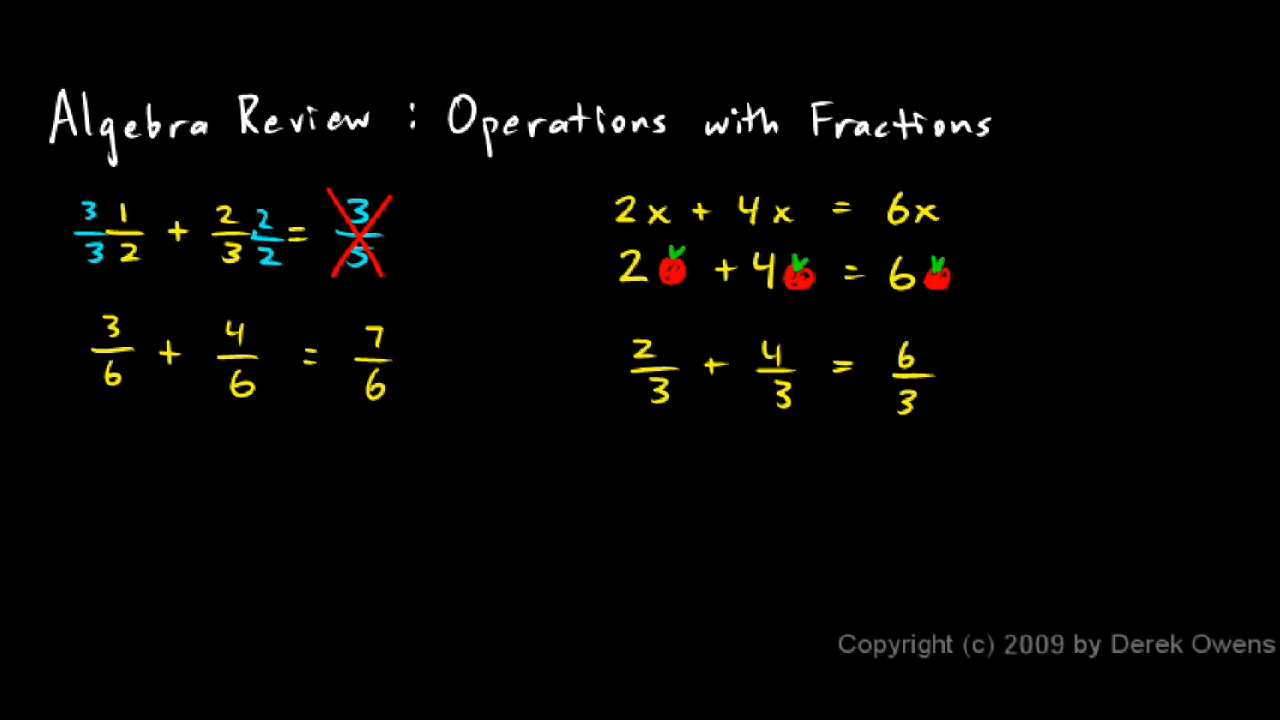 Algebra Review : Operations with Fractions
3/3 1/2 + 2/3 2/2 = 3/5
3/6 + 4/6 = 7/6
2x + 4x = 6x
2 + 4 = 6
2/3 + 4/3 = 6/3
Copyright (c) 2009 by Derek Owens